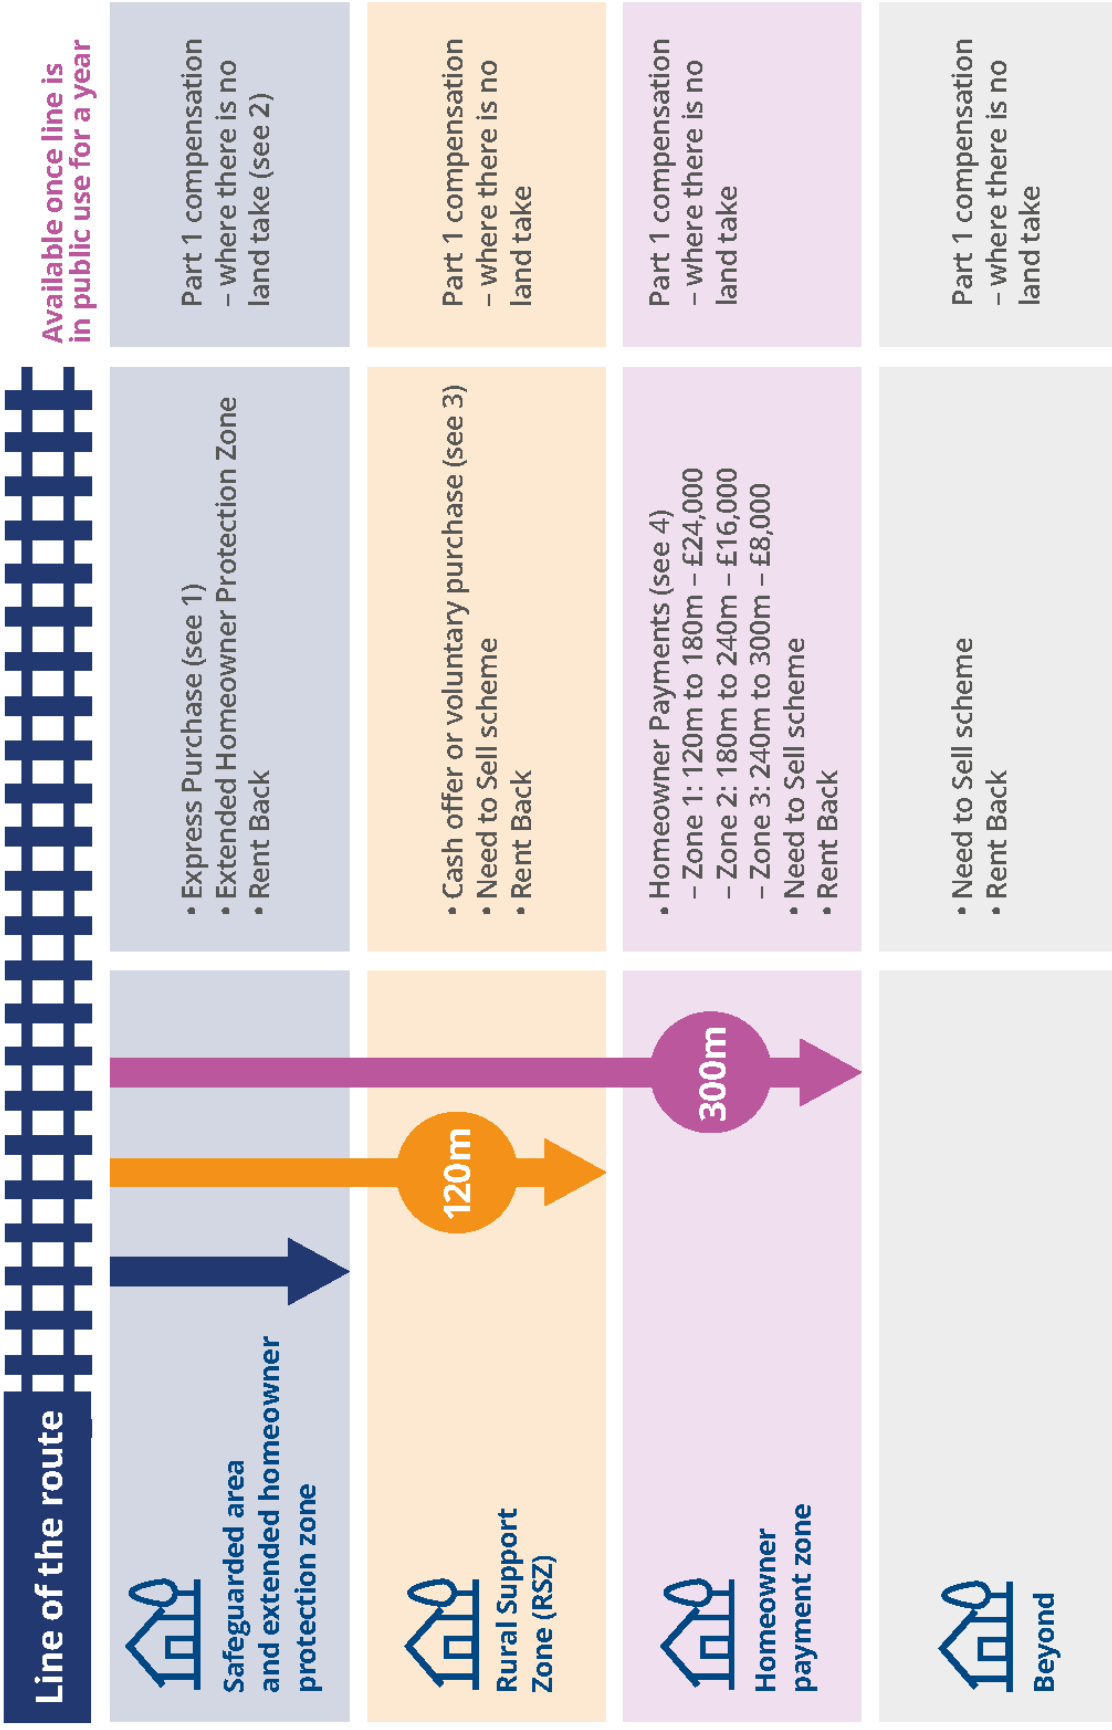 Line of the route
Available once line is
in public use for a year
Safeguarded area
and extended homeowner
protection zone
• Express Purchase (see 1)
• Extended Homeowner Protection Zone
• Rent Back
Part 1 compensation
– where there is no
land take (see 2)
Rural Support
Zone (RSZ)
120m
• Cash offer or voluntary purchase (see 3)
• Need to Sell scheme
• Rent Back
Part 1 compensation
– where there is no
land take
Homeowner
payment zone
300m
• Homeowner Payments (see 4)
– Zone 1: 120m to 180m – £24,000
– Zone 2: 180m to 240m – £16,000
– Zone 3: 240m to 300m – £8,000
• Need to Sell scheme
• Rent Back
Part 1 compensation
– where there is no
land take
Beyond
• Need to Sell scheme
• Rent Back
Part 1 compensation
– where there is no
land take